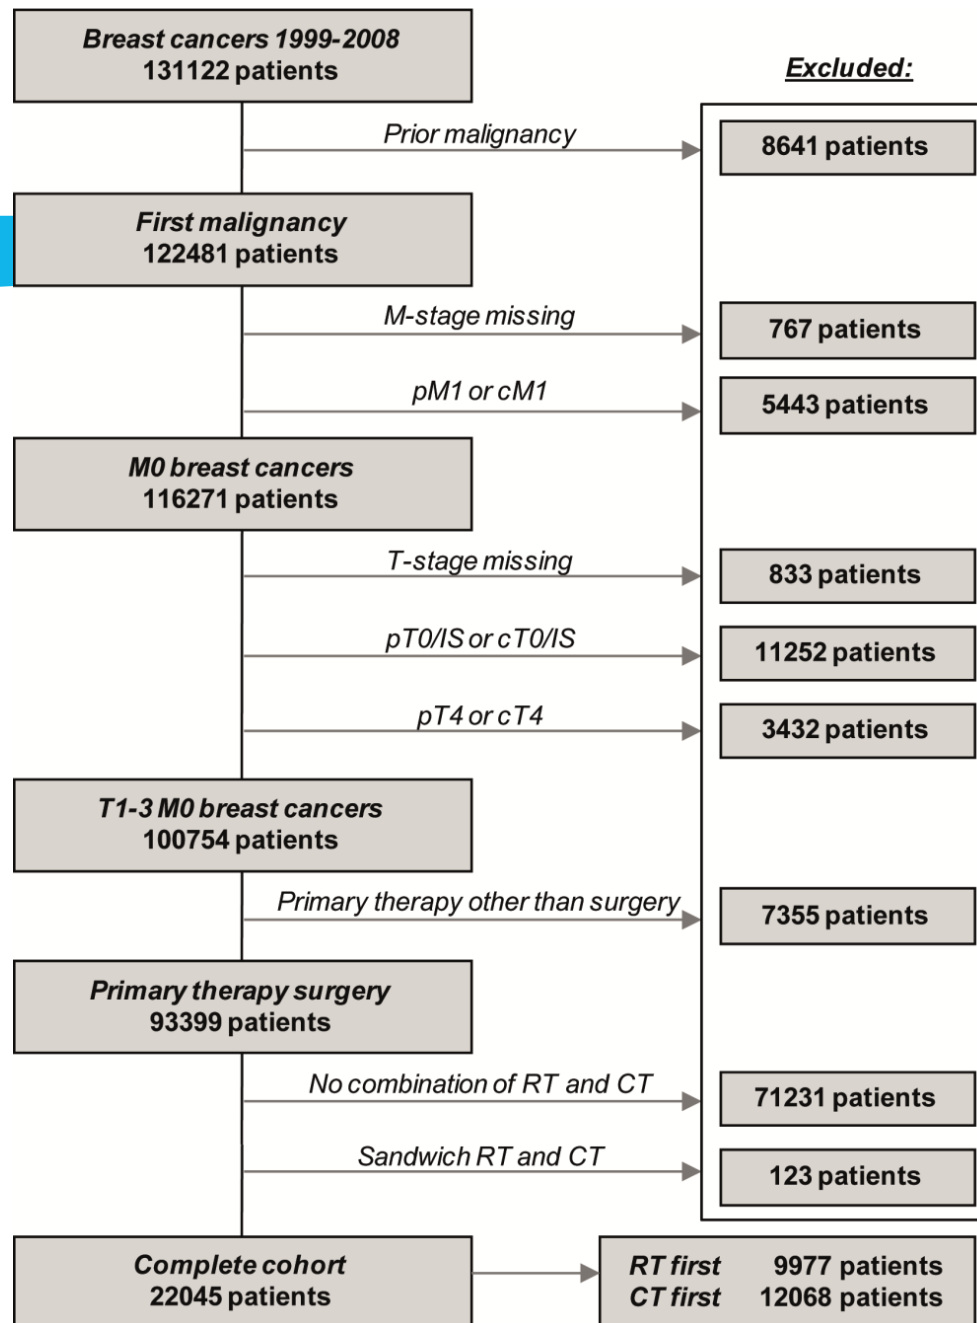 Breast cancers 1999-2008
131122 patients
Excluded:
Prior malignancy
8641 patients
First malignancy
122481 patients
M-stage missing
767 patients
pM1 or cM1
5443 patients
M0 breast cancers
116271 patients
T-stage missing
833 patients
pT0/IS or cT0/IS
11252 patients
pT4 or cT4
3432 patients
T1-3 M0 breast cancers
100754 patients
Primary therapy other than surgery
7355 patients
Primary therapy surgery
93399 patients
No combination of RT and CT
71231 patients
Sandwich RT and CT
123 patients
Complete cohort
22045 patients
RT first 9977 patients
CT first 12068 patients